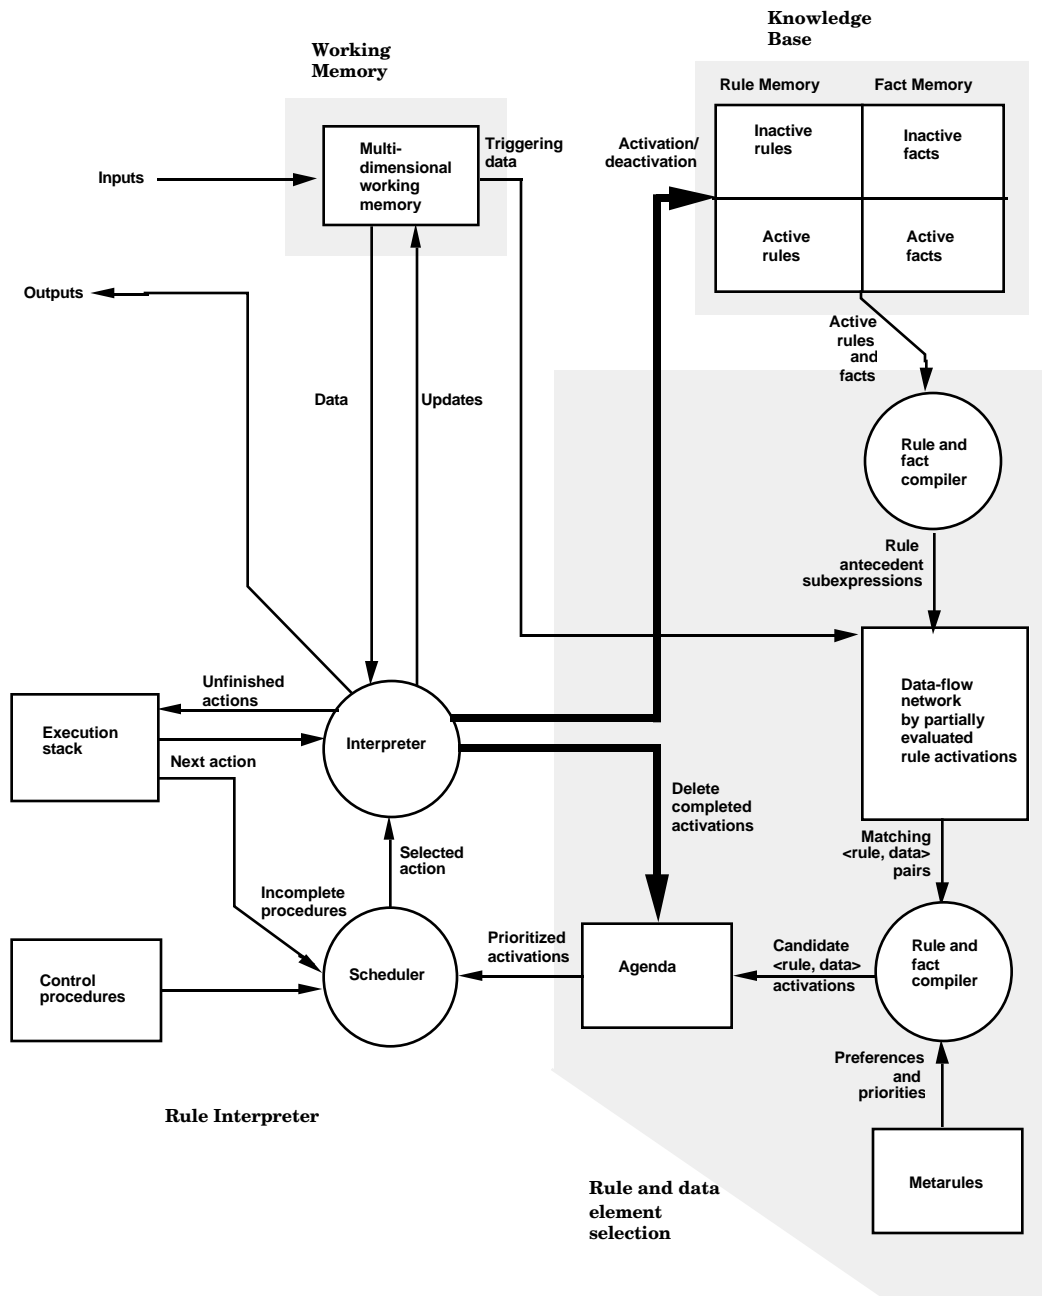 Knowledge
Base
Working
Memory
Rule Memory
Fact Memory
Inactive
rules
Inactive
facts
Active
rules
Active
facts
Multi-
dimensional
working
memory
Triggering
data
Activation/
deactivation
Inputs
Outputs
Active
rules
and
facts
Data
Updates
Rule and
fact
compiler
Rule
antecedent
subexpressions
Unfinished
actions
Execution
stack
Interpreter
Next action
Data-flow
network
by partially
evaluated
rule activations
Delete
completed
activations
Matching
<rule, data>
pairs
Selected
action
Incomplete
procedures
Control
procedures
Scheduler
Prioritized
activations
Agenda
Candidate
<rule, data>
activations
Rule and
fact
compiler
Preferences
and
priorities
Rule Interpreter
Metarules
Rule and data
element
selection